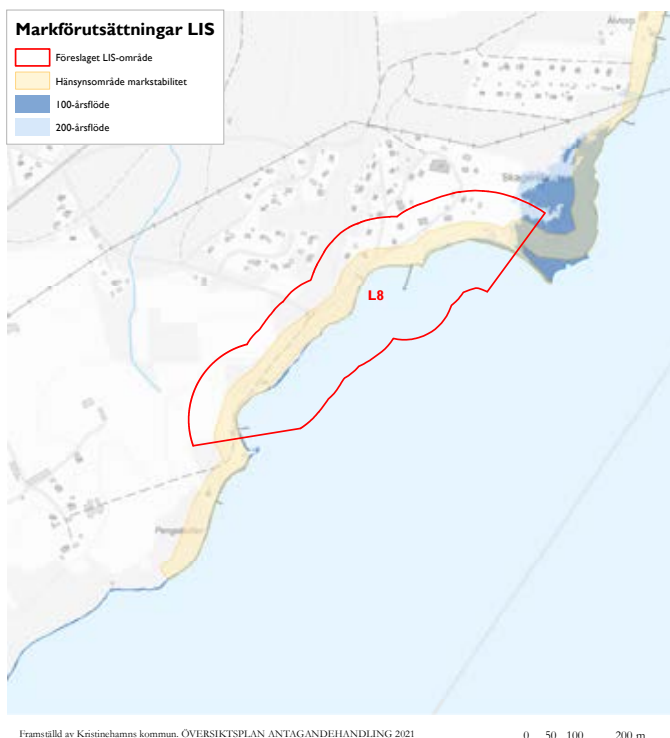 Markförutsättningar LIS
Föreslaget LIS-område
Hänsynsområde markstabilitet
100-årsflöde
200-årsflöde
Älvtorp
L8
Framställd av Kristinehamns kommun. ÖVERSIKTSPLAN ANTAGANDEHANDLING 2021
0 50 100 200 m